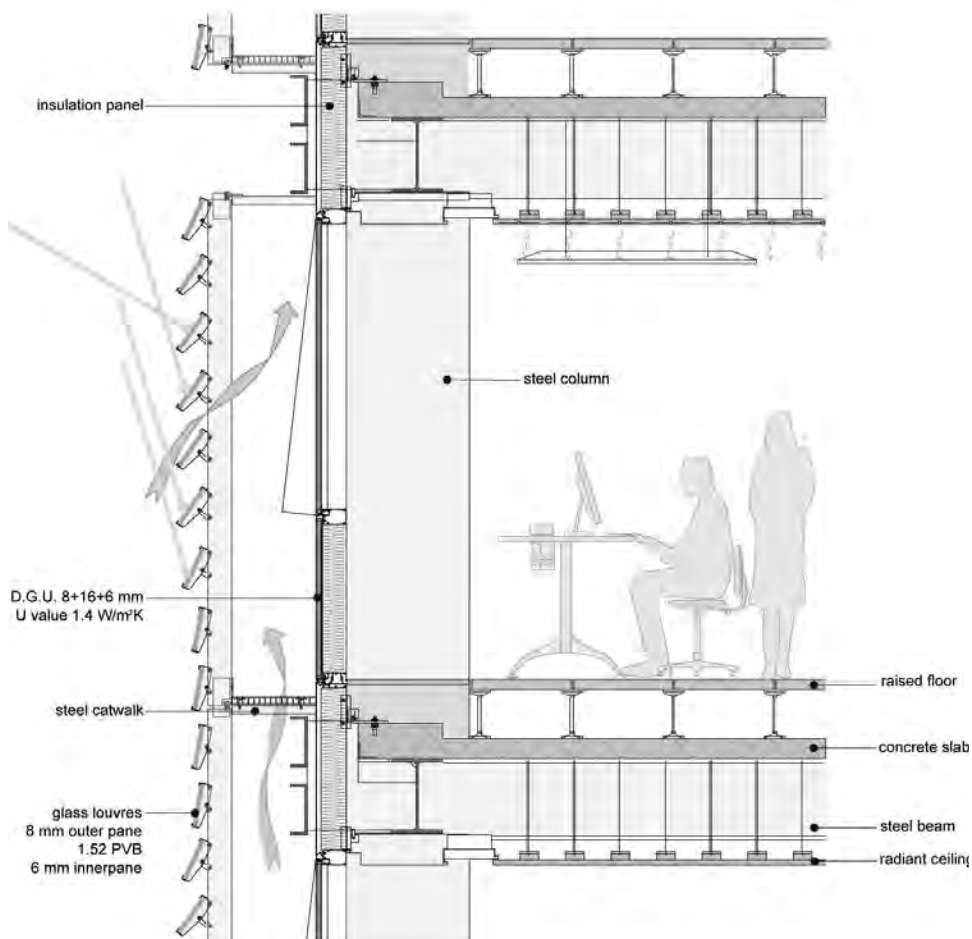 insulation panel
steel column
D.G.U. 8+16+6 mm
U value 1.4 W/m²K
raised floor
steel catwalk
concrete slab
glass louvres
8 mm outer pane
1.52 PVB
6 mm innerpane
steel beam
radiant ceiling